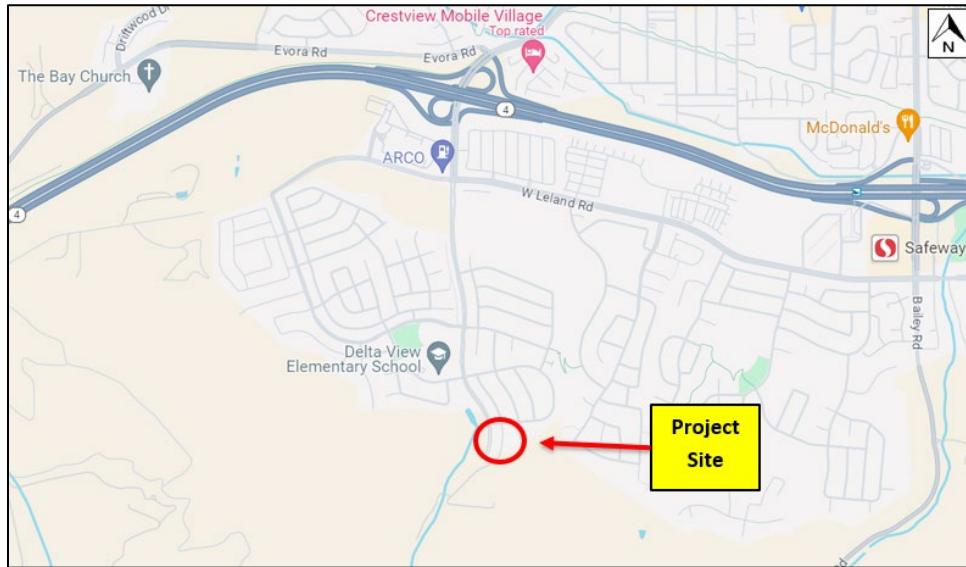 Crestview Mobile Village
Top rated
N
Driftwood Dr
Evora Rd
Evora Rd
The Bay Church
4
McDonald's
ARCO
W Leland Rd
4
Safeway
Bailey Rd
Delta View
Elementary School
Project
Site
Rd